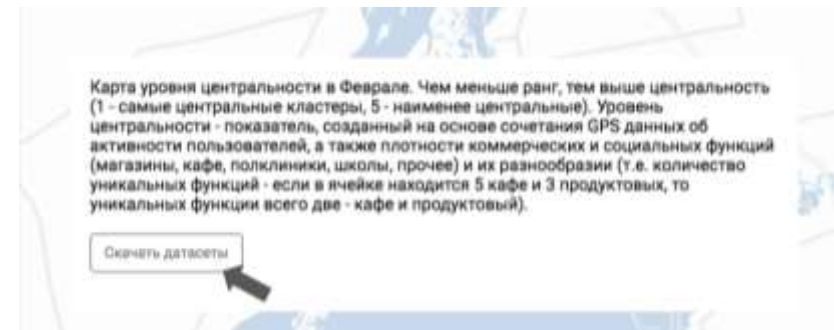 Карта уровня центральности в Феврале. Чем меньше ранг, тем выше центральность
(1 - самые центральные кластеры, 5 - наименее центральные). Уровень
центральности - показатель, созданный на основе сочетания GPS данных об
активности пользователей, а также плотности коммерческих и социальных функций
(магазины, кафе, полклиники, школы, прочее) и их разнообразии (т.е. количество
уникальных функций - если в ячейке находится 5 кафе и 3 продуктовых, то
уникальных функции всего две - кафе и продуктовый).
Скачать датасеты